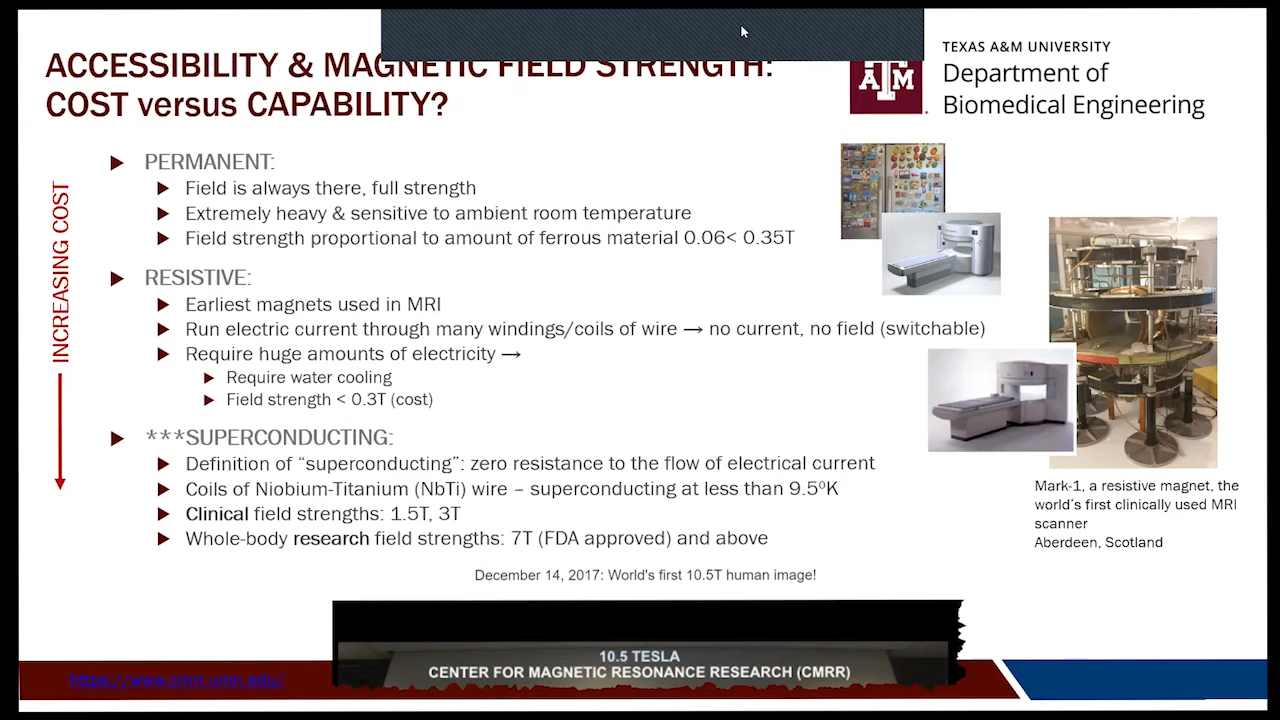 ACCESSIBILITY & MAGNETIC FIELD STRENGTH:
COST versus CAPABILITY?
TEXAS A&M UNIVERSITY
Department of
Biomedical Engineering
ATM
INCREASING COST
PERMANENT:
Field is always there, full strength
Extremely heavy & sensitive to ambient room temperature
Field strength proportional to amount of ferrous material 0.06< 0.35T
RESISTIVE:
Earliest magnets used in MRI
Run electric current through many windings/coils of wire → no current, no field (switchable)
Require huge amounts of electricity →
Require water cooling
Field strength < 0.3T (cost)
***SUPERCONDUCTING:
Definition of “superconducting”: zero resistance to the flow of electrical current
Coils of Niobium-Titanium (NbTi) wire – superconducting at less than 9.5⁰K
Clinical field strengths: 1.5T, 3T
Whole-body research field strengths: 7T (FDA approved) and above
Mark-1, a resistive magnet, the
world's first clinically used MRI
scanner
Aberdeen, Scotland
December 14, 2017: World's first 10.5T human image!
10.5 TESLA
CENTER FOR MAGNETIC RESONANCE RESEARCH (CMRR)
https://www.cmrr.umn.edu/